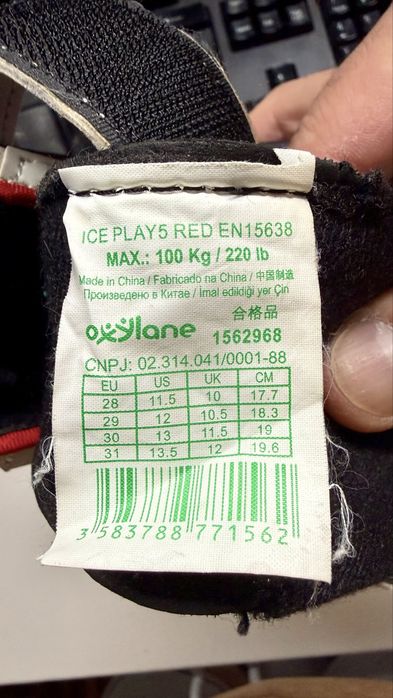 ICE PLAY5 RED EN15638
MAX.: 100 Kg / 220 lb
Made in China / Fabricado na China / 中国制造
Произведено в Китае / İmal edildiği yer Çin
合格品
oxylane 1562968
CNPJ: 02.314.041/0001-88
EU US UK CM
28 11.5 10 17.7
29 12 10.5 18.3
30 13 11.5 19
31 13.5 12 19.6
3 583788 771562